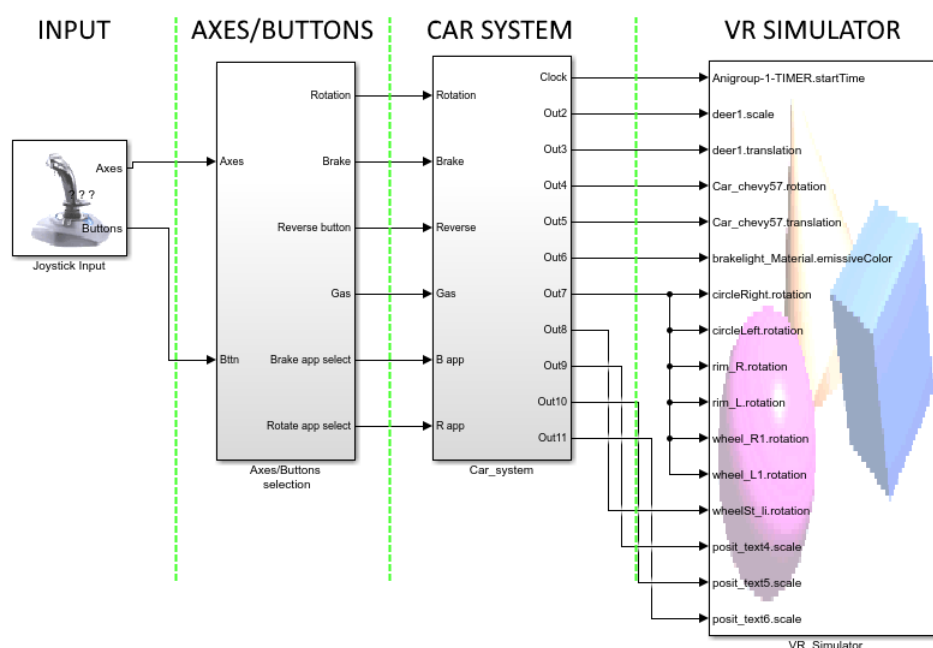 INPUT
AXES/BUTTONS
CAR SYSTEM
VR SIMULATOR
Axes
? ? ?
Buttons
Joystick Input
Axes
Bttn
Rotation
Brake
Reverse button
Gas
Brake app select
Rotate app select
Axes/Buttons
selection
Rotation
Brake
Reverse
Gas
B app
R app
Clock
Out2
Out3
Out4
Out5
Out6
Out7
Out8
Out9
Out10
Out11
Car_system
Anigroup-1-TIMER.startTime
deer1.scale
deer1.translation
Car_chevy57.rotation
Car_chevy57.translation
brakelight_Material.emissiveColor
circleRight.rotation
circleLeft.rotation
rim_R.rotation
rim_L.rotation
wheel_R1.rotation
wheel_L1.rotation
wheelSt_li.rotation
posit_text4.scale
posit_text5.scale
posit_text6.scale
VR_Simulator